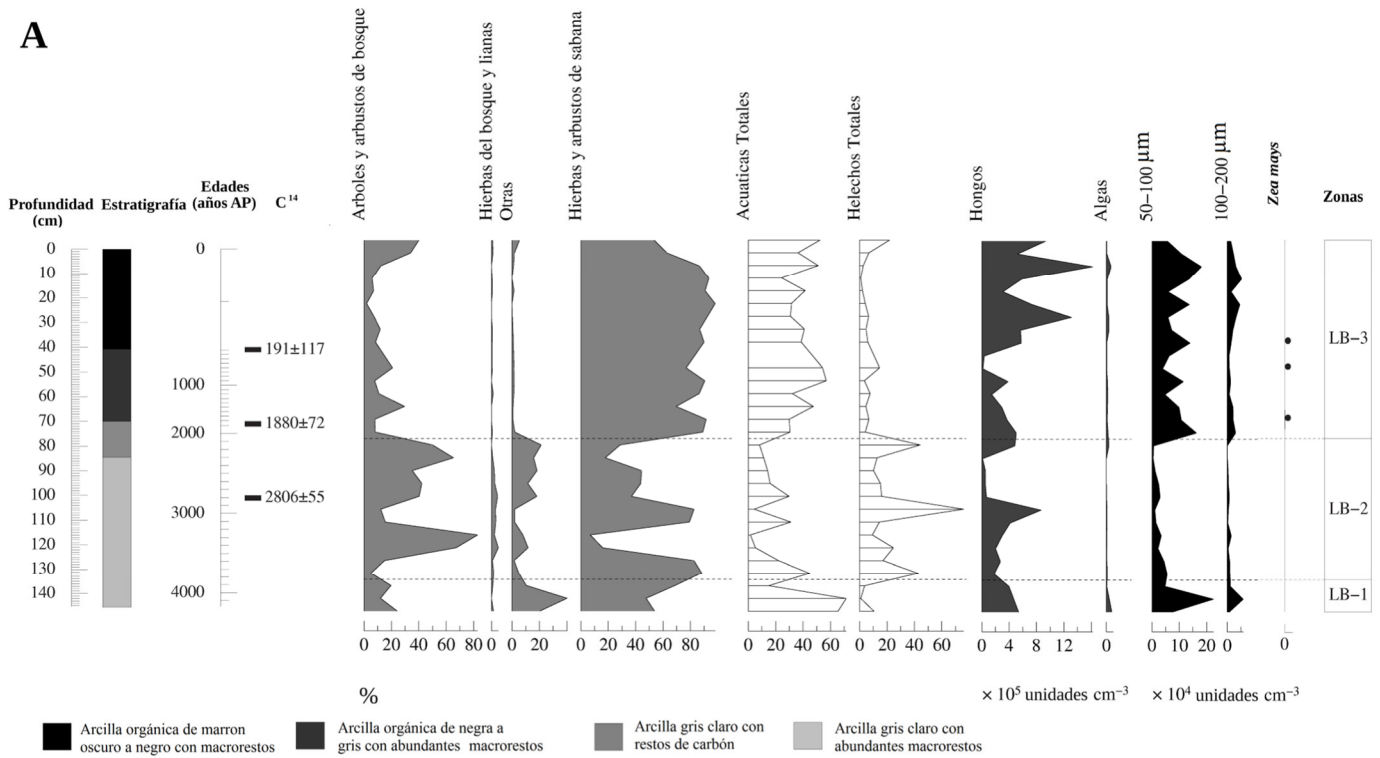 A
Arboles y arbustos de bosque
Hierbas del bosque y lianas
Otras
Hierbas y arbustos de sabana
Acuaticas Totales
Helechos Totales
Hongos
Algas
50–100 µm
100–200 µm
Zea mays
Zonas
Profundidad
(cm)
Estratigrafía
Edades
(años AP)
C 14
0
10
20
30
40
50
60
70
80
90
100
110
120
130
140
0
1000
2000
3000
4000
191±117
1880±72
2806±55
LB–3
LB–2
LB–1
0 20 40 60 80 0 20
0 20 40 60 80
0 20 40 60
0 20 40 60
0 4 8 12
0
0 10 20 0
0
%
× 10⁵ unidades cm⁻³
× 10⁴ unidades cm⁻³
Arcilla orgánica de marron
oscuro a negro con macrorestos
Arcilla orgánica de negra a
gris con abundantes macrorestos
Arcilla gris claro con
restos de carbón
Arcilla gris claro con
abundantes macrorestos